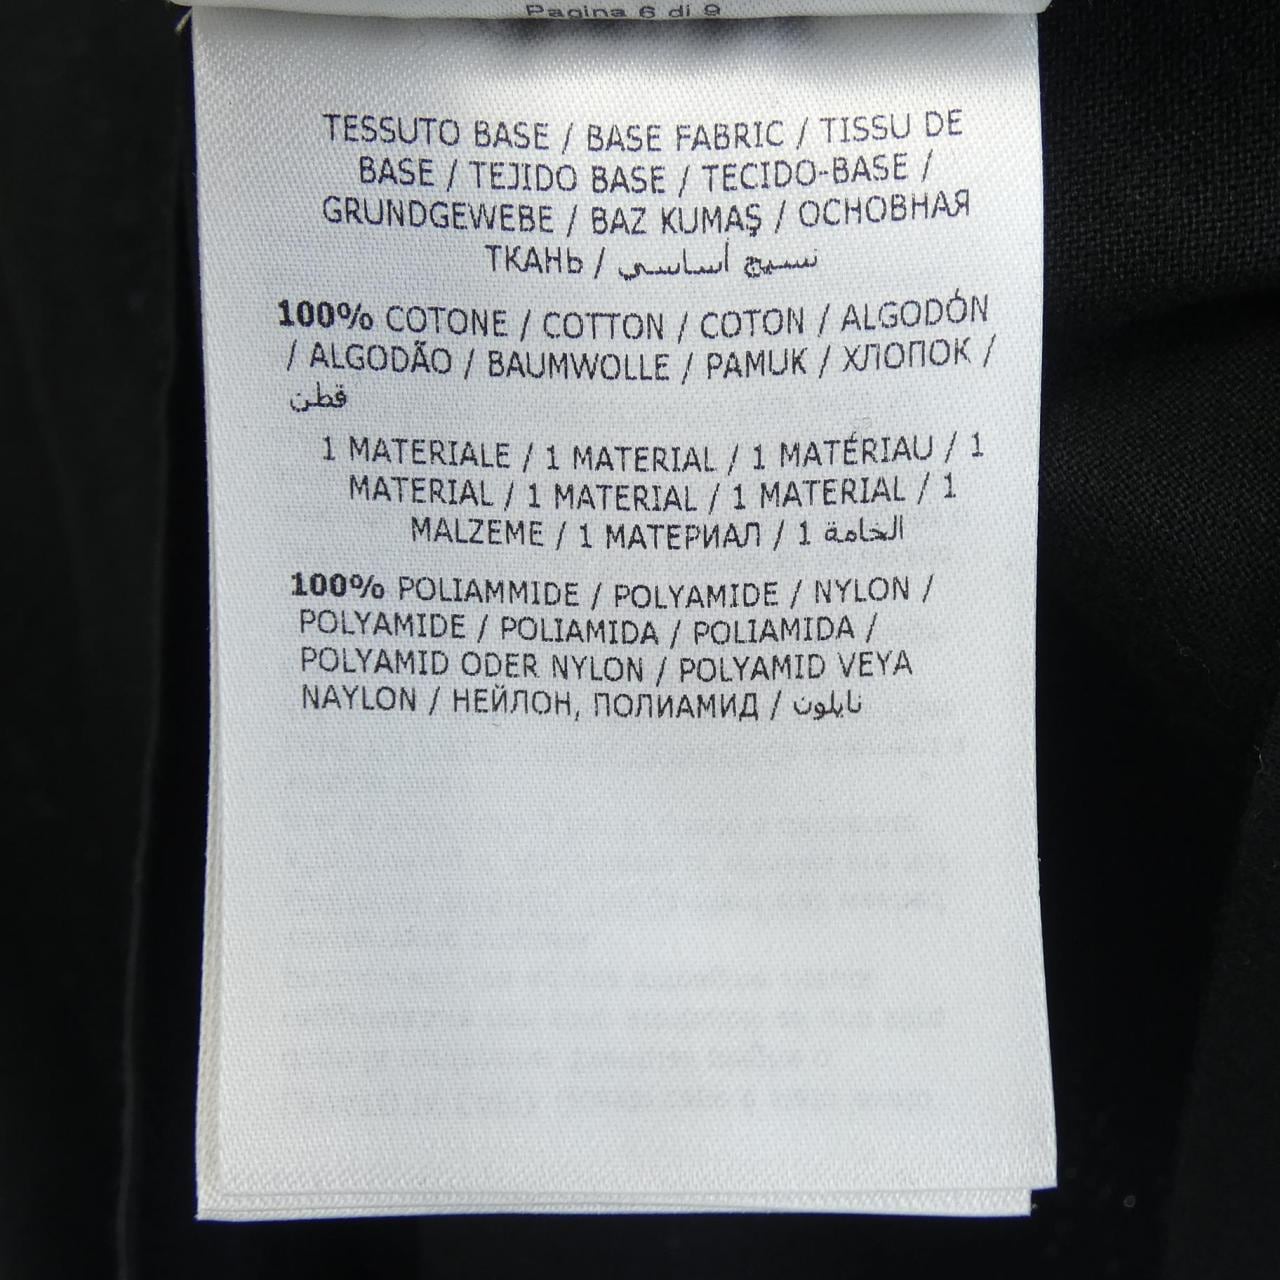 Pagina 6 di 9
TESSUTO BASE / BASE FABRIC / TISSU DE
BASE / TEJIDO BASE / TECIDO-BASE /
GRUNDGEWEBE / BAZ KUMAŞ / ОСНОВНАЯ
ТКАНЬ / نسيج أساسي
100% COTONE / COTTON / COTON / ALGODÓN
/ ALGODÃO / BAUMWOLLE / PAMUK / ХЛОПОК /
قطن
1 MATERIALE / 1 MATERIAL / 1 MATÉRIAU / 1
MATERIAL / 1 MATERIAL / 1 MATERIAL / 1
MALZEME / 1 МАТЕРИАЛ / 1 الخامة
100% POLIAMMIDE / POLYAMIDE / NYLON /
POLYAMIDE / POLIAMIDA / POLIAMIDA /
POLYAMID ODER NYLON / POLYAMID VEYA
NAYLON / НЕЙЛОН, ПОЛИАМИД / نايلون